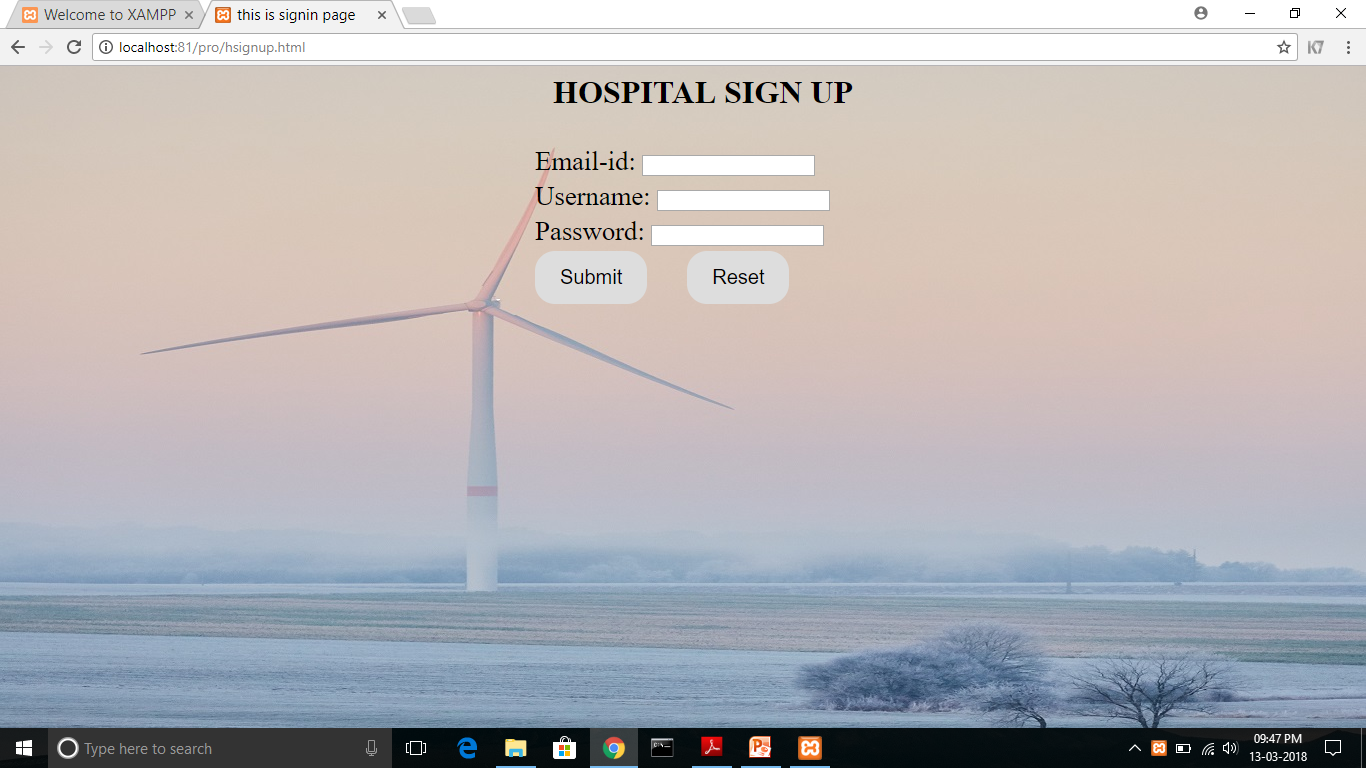 Welcome to XAMPP
this is signin page
localhost:81/pro/hsignup.html
K7
HOSPITAL SIGN UP
Email-id:
Username:
Password:
Submit Reset
Type here to search
09:47 PM
13-03-2018